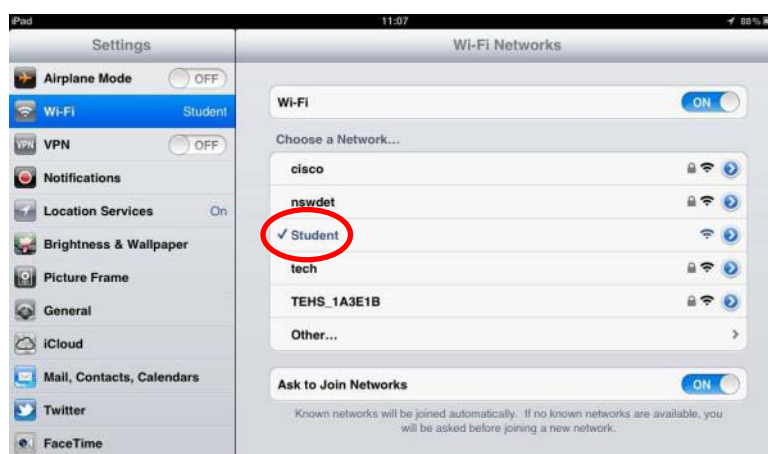 iPad 11:07 88%
Settings Wi-Fi Networks
Airplane Mode OFF
Wi-Fi Student
VPN VPN OFF
Notifications
Location Services On
Brightness & Wallpaper
Picture Frame
General
iCloud
Mail, Contacts, Calendars
Twitter
FaceTime
Wi-Fi ON
Choose a Network...
cisco
nswdet
✓ Student
tech
TEHS_1A3E1B
Other...
Ask to Join Networks ON
Known networks will be joined automatically. If no known networks are available, you
will be asked before joining a new network.